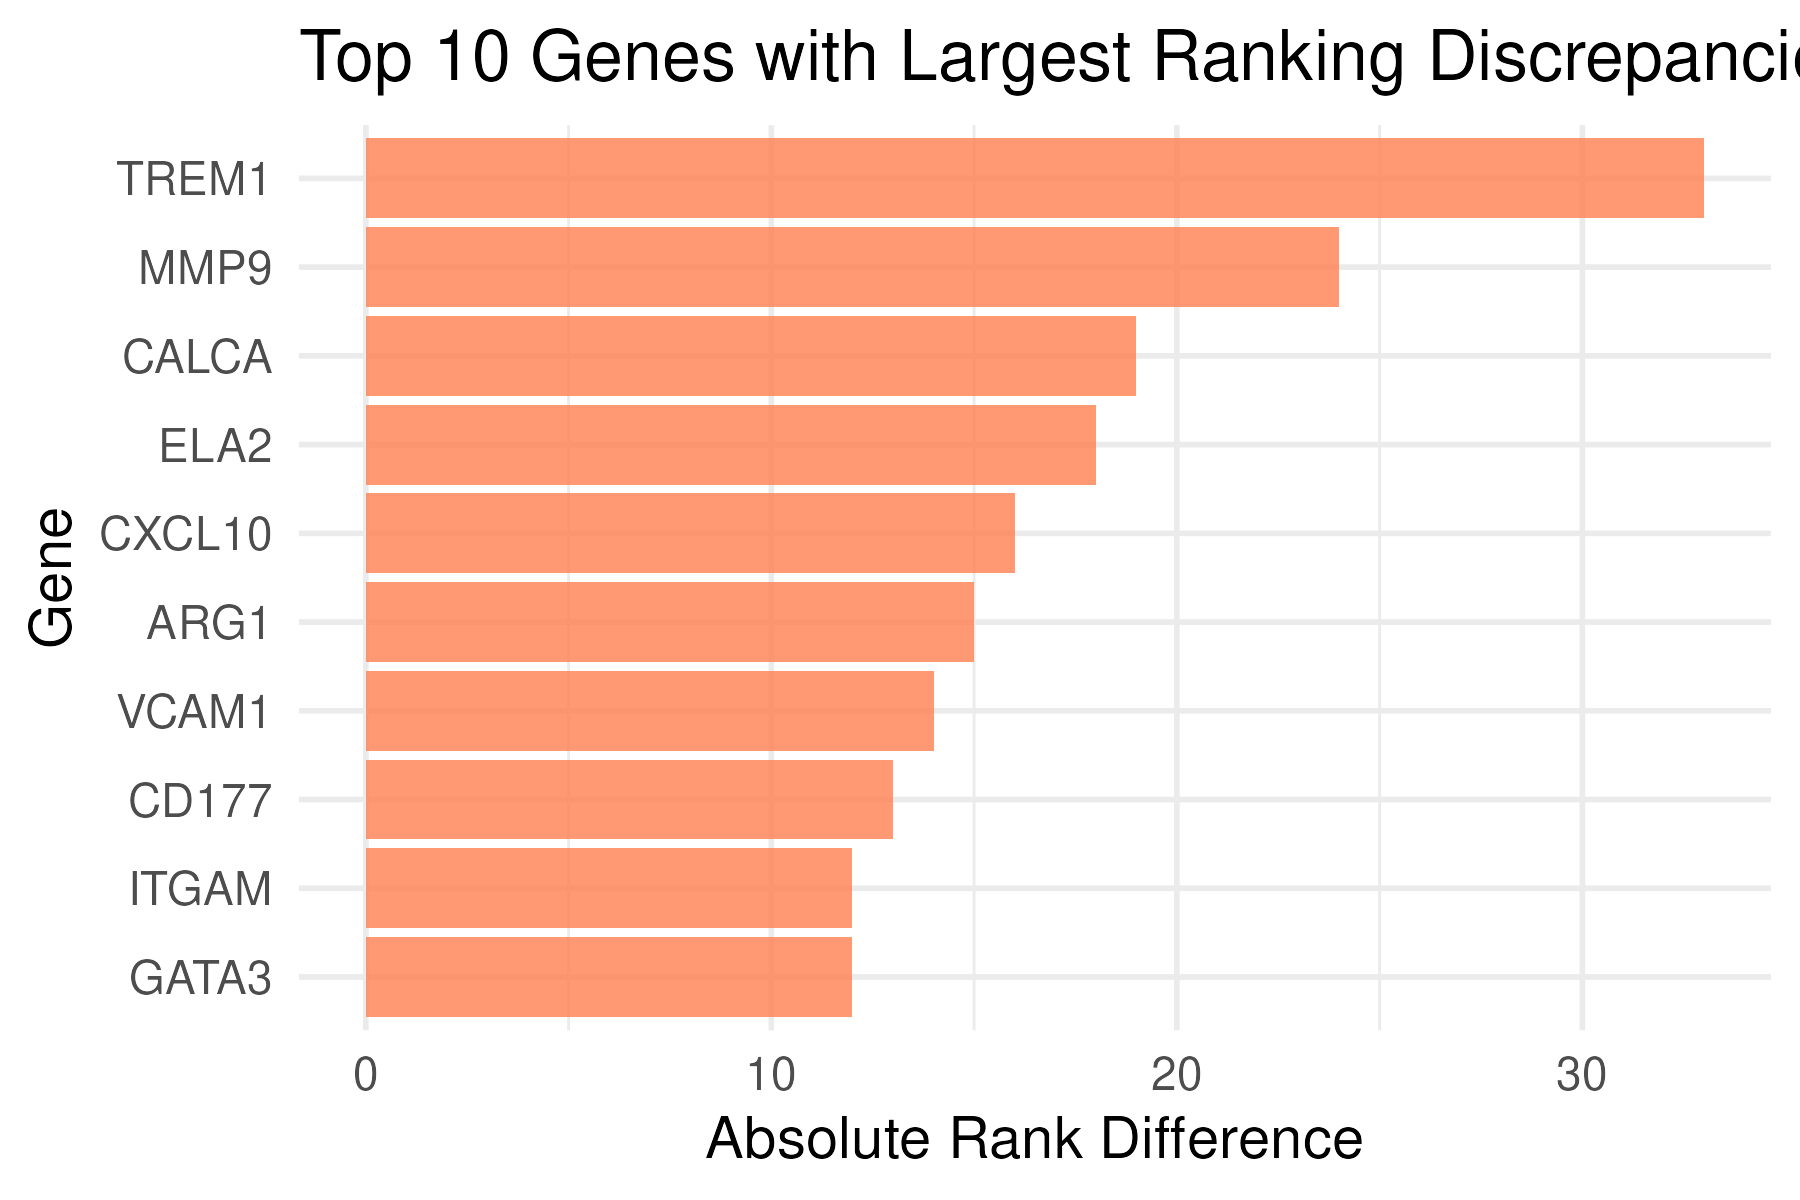 Top 10 Genes with Largest Ranking Discrepanci
TREM1
MMP9
CALCA
ELA2
CXCL10
ARG1
VCAM1
CD177
ITGAM
GATA3
Gene
0 10 20 30
Absolute Rank Difference